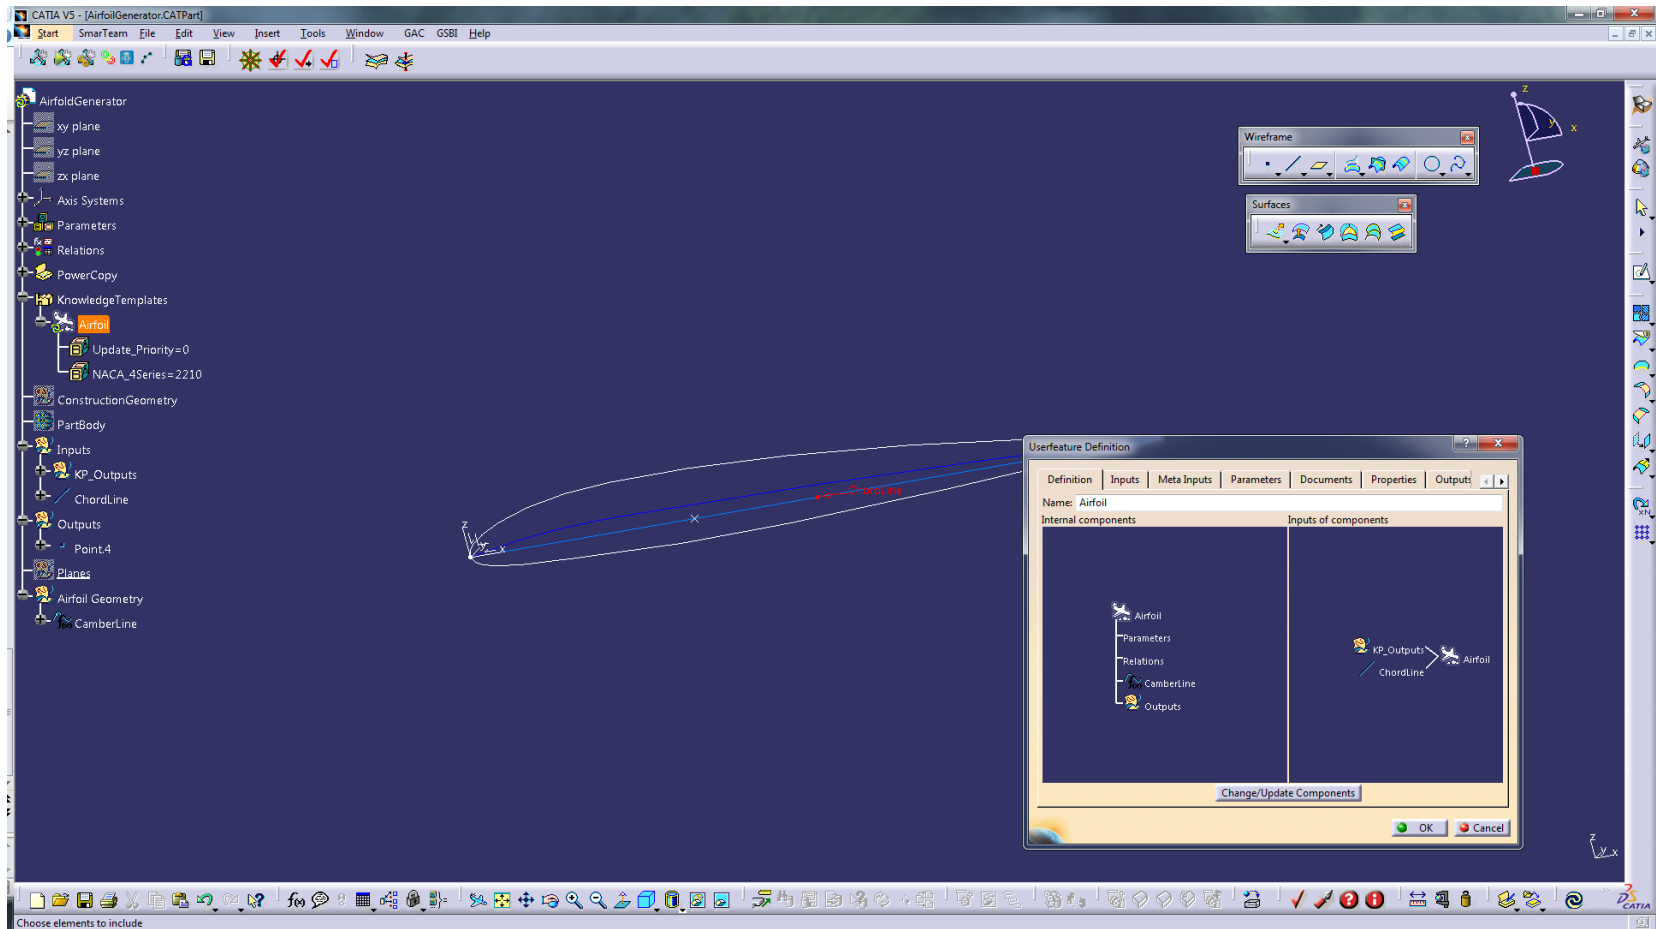 CATIA V5 - [AirfoilGenerator.CATPart]
Start SmarTeam File Edit View Insert Tools Window GAC GSBI Help
AirfoldGenerator
xy plane
yz plane
zx plane
Axis Systems
Parameters
Relations
PowerCopy
KnowledgeTemplates
Airfoil
Update_Priority=0
NACA_4Series=2210
ConstructionGeometry
PartBody
Inputs
KP_Outputs
ChordLine
Outputs
Point.4
Planes
Airfoil Geometry
CamberLine
z
y
x
Wireframe
Surfaces
ChordLine
z
x
Userfeature Definition
Definition Inputs Meta Inputs Parameters Documents Properties Outputs
Name: Airfoil
Internal components Inputs of components
Airfoil
Parameters
Relations
CamberLine
Outputs
KP_Outputs
ChordLine
Airfoil
Change/Update Components
OK Cancel
z
y x
f(x)
CATIA
Choose elements to include